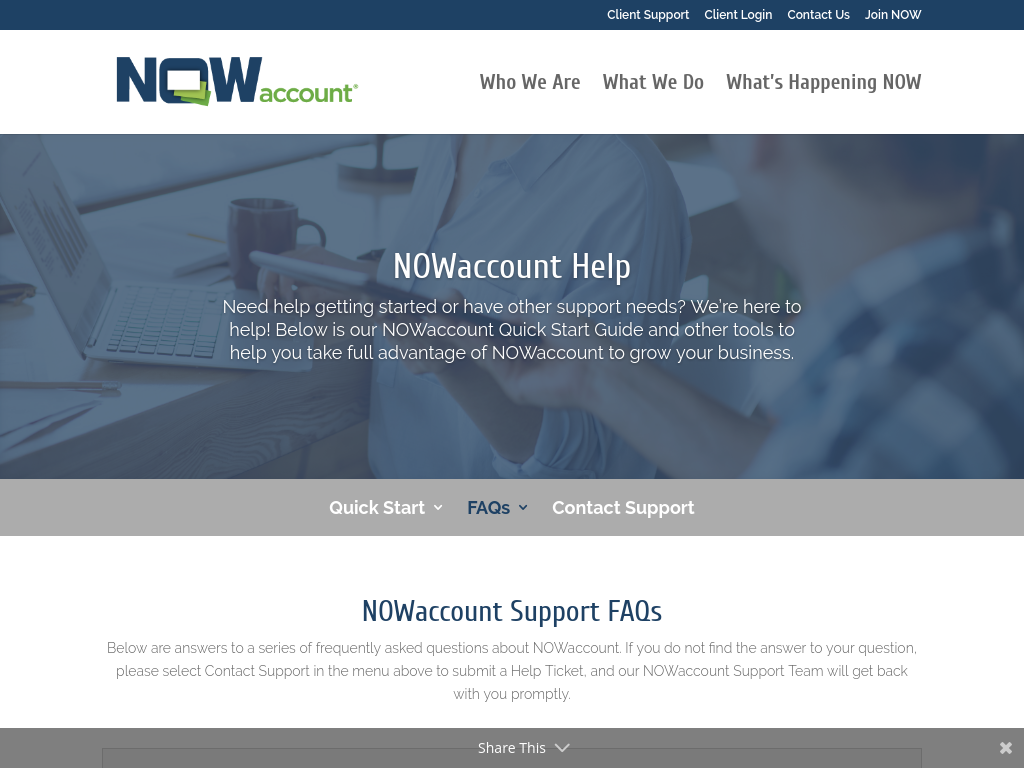 Client Support Client Login Contact Us Join NOW
NOWaccount®
Who We Are What We Do What's Happening NOW
NOWaccount Help
Need help getting started or have other support needs? We're here to
help! Below is our NOWaccount Quick Start Guide and other tools to
help you take full advantage of NOWaccount to grow your business.
Quick Start FAQs Contact Support
NOWaccount Support FAQs
Below are answers to a series of frequently asked questions about NOWaccount. If you do not find the answer to your question,
please select Contact Support in the menu above to submit a Help Ticket, and our NOWaccount Support Team will get back
with you promptly.
Share This